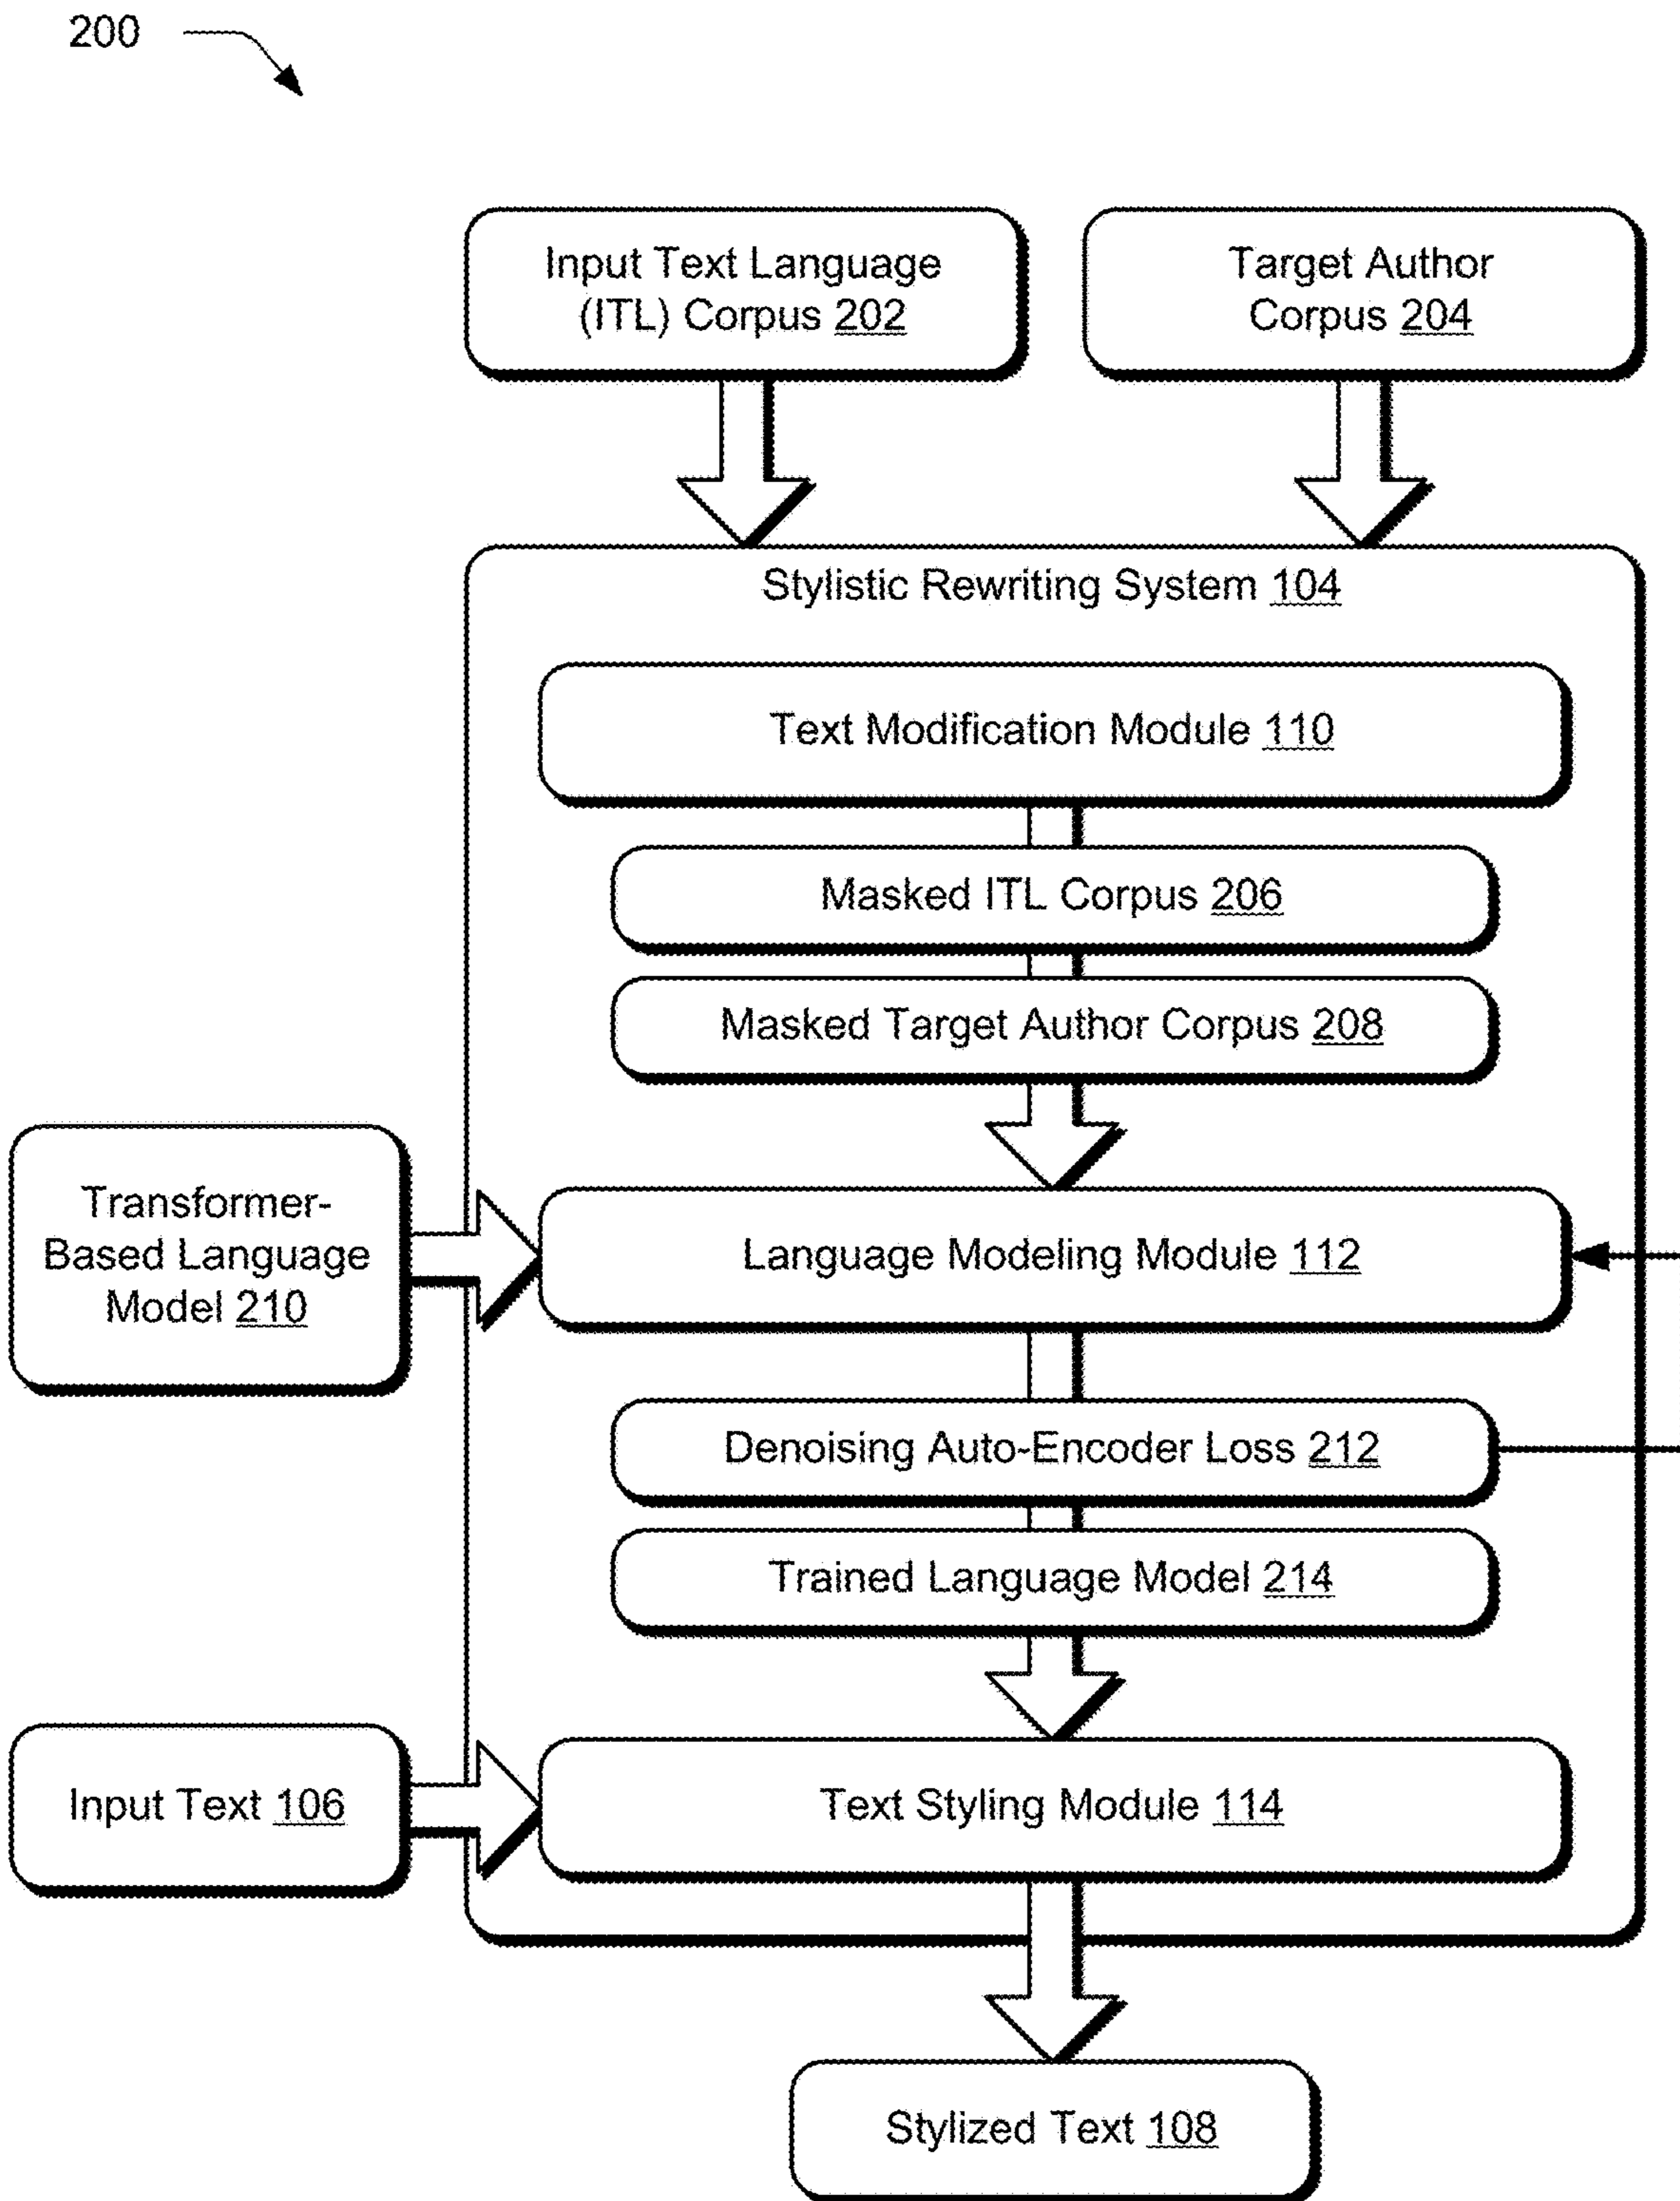 200
Input Text Language
(ITL) Corpus 202
Target Author
Corpus 204
Stylistic Rewriting System 104
Text Modification Module 110
Masked ITL Corpus 206
Masked Target Author Corpus 208
Transformer-
Based Language
Model 210
Language Modeling Module 112
Denoising Auto-Encoder Loss 212
Trained Language Model 214
Input Text 106
Text Styling Module 114
Stylized Text 108